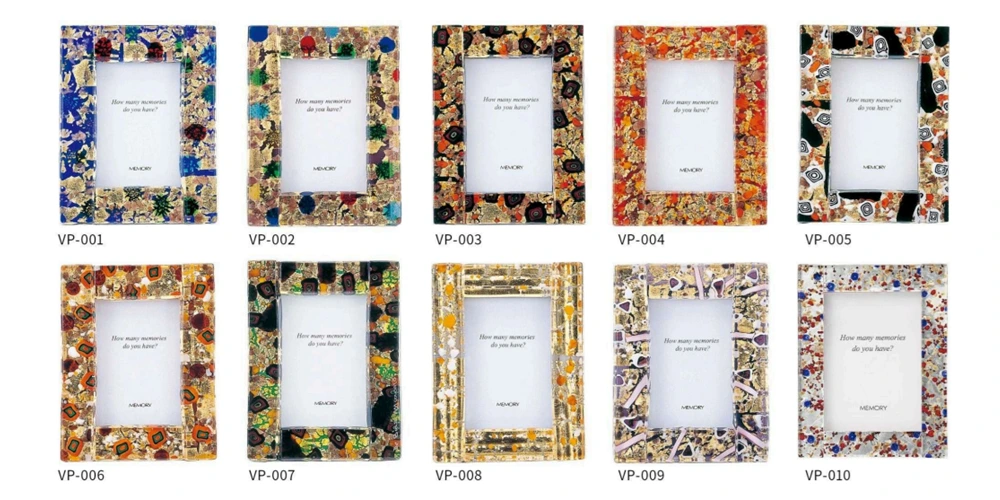 How many memories
do you have?
MEMORY
How many memories
do you have?
MEMORY
How many memories
do you have?
MEMORY
How many memories
do you have?
MEMORY
How many memories
do you have?
MEMORY
VP-001
VP-002
VP-003
VP-004
VP-005
How many memories
do you have?
MEMORY
How many memories
do you have?
MEMORY
How many memories
do you have?
MEMORY
How many memories
do you have?
MEMORY
How many memories
do you have?
MEMORY
VP-006
VP-007
VP-008
VP-009
VP-010